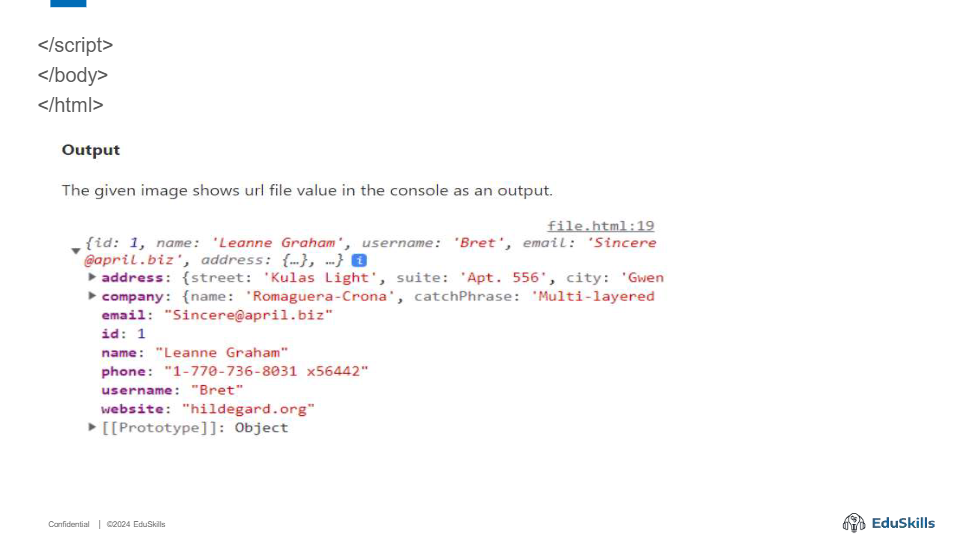 </script>
</body>
</html>
Output
The given image shows url file value in the console as an output.
file.html:19
{id: 1, name: 'Leanne Graham', username: 'Bret', email: 'Sincere
@april.biz', address: {…}, …} i
address: {street: 'Kulas Light', suite: 'Apt. 556', city: 'Gwen
company: {name: 'Romaguera-Crona', catchPhrase: 'Multi-layered
email: "Sincere@april.biz"
id: 1
name: "Leanne Graham"
phone: "1-770-736-8031 x56442"
username: "Bret"
website: "hildegard.org"
[[Prototype]]: Object
Confidential | ©2024 EduSkills
EduSkills